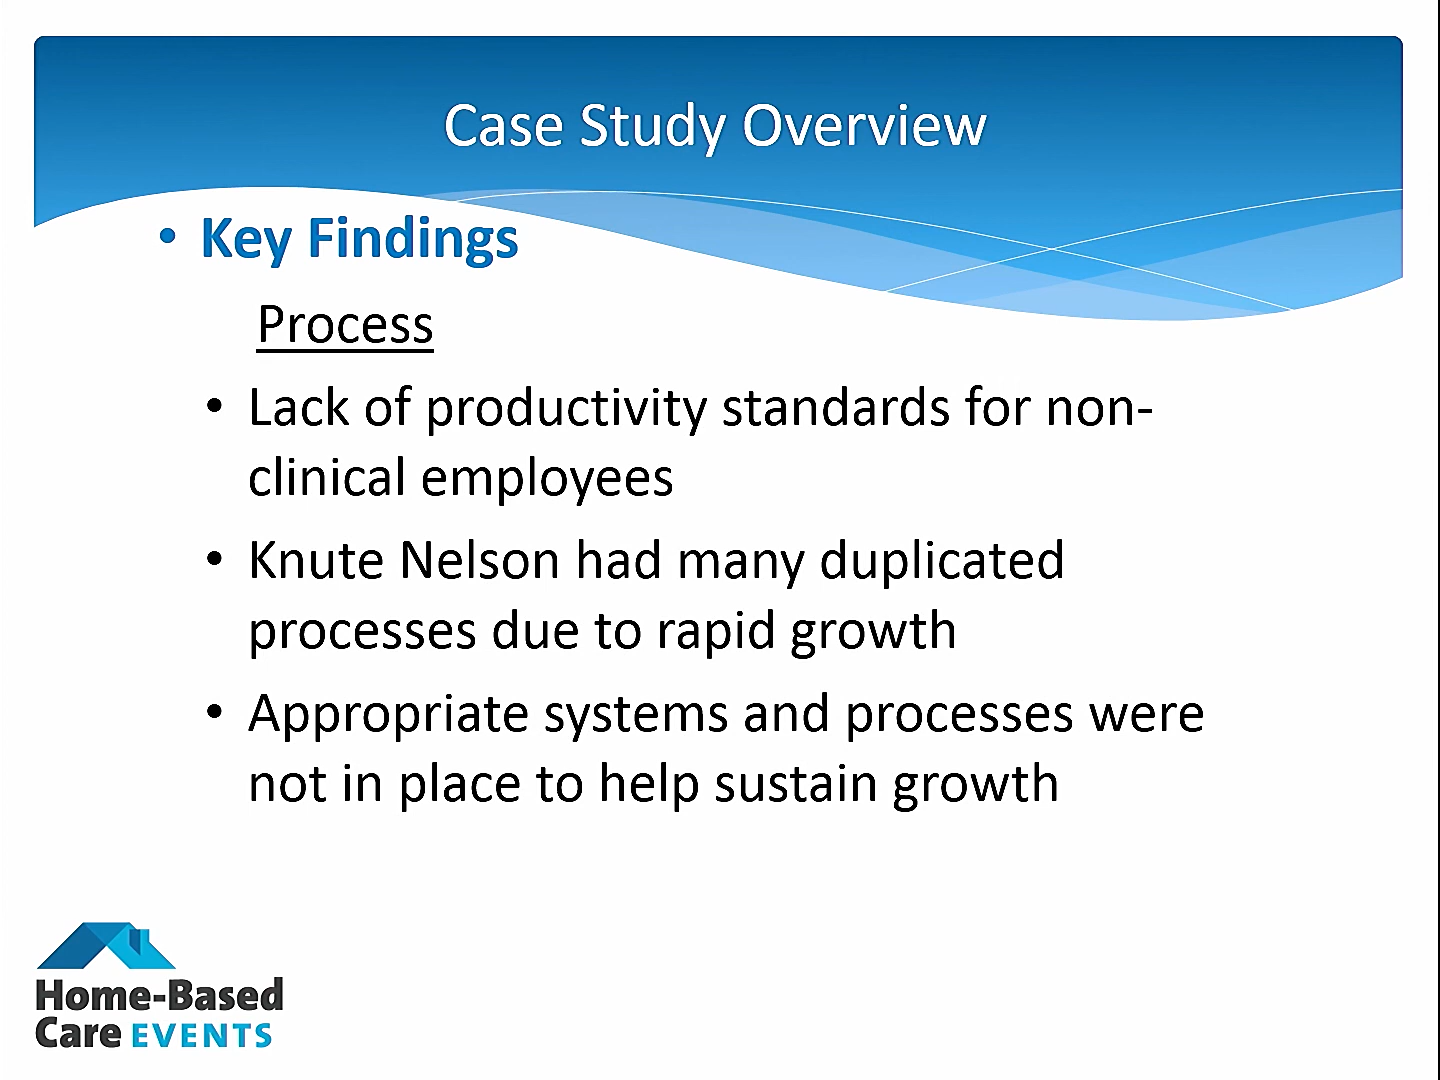 Case Study Overview
• Key Findings
Process
• Lack of productivity standards for non-
clinical employees
• Knute Nelson had many duplicated
processes due to rapid growth
• Appropriate systems and processes were
not in place to help sustain growth
Home-Based
Care EVENTS